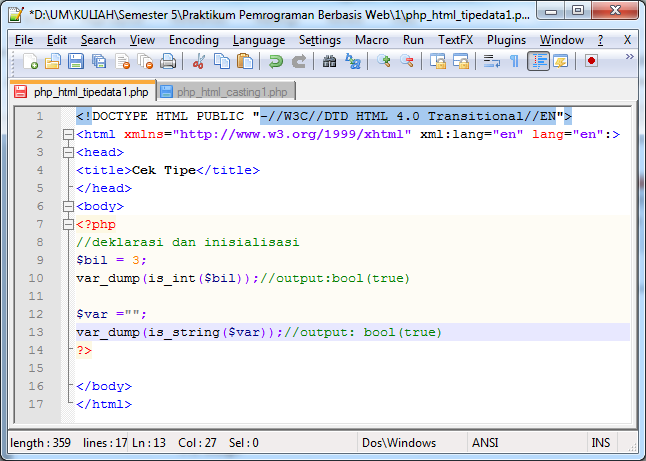 *D:\UM\KULIAH\Semester 5\Praktikum Pemrograman Berbasis Web\1\php_html_tipedata1.p...
File Edit Search View Encoding Language Settings Macro Run TextFX Plugins Window ? X
php_html_tipedata1.php php_html_casting1.php
1 <!DOCTYPE HTML PUBLIC "-//W3C//DTD HTML 4.0 Transitional//EN">
2 <html xmlns="http://www.w3.org/1999/xhtml" xml:lang="en" lang="en":>
3 <head>
4 <title>Cek Tipe</title>
5 </head>
6 <body>
7 <?php
8 //deklarasi dan inisialisasi
9 $bil = 3;
10 var_dump(is_int($bil));//output:bool(true)
11
12 $var ="";
13 var_dump(is_string($var));//output: bool(true)
14 ?>
15
16 </body>
17 </html>
length : 359 lines : 17 Ln : 13 Col : 27 Sel : 0 Dos\Windows ANSI INS